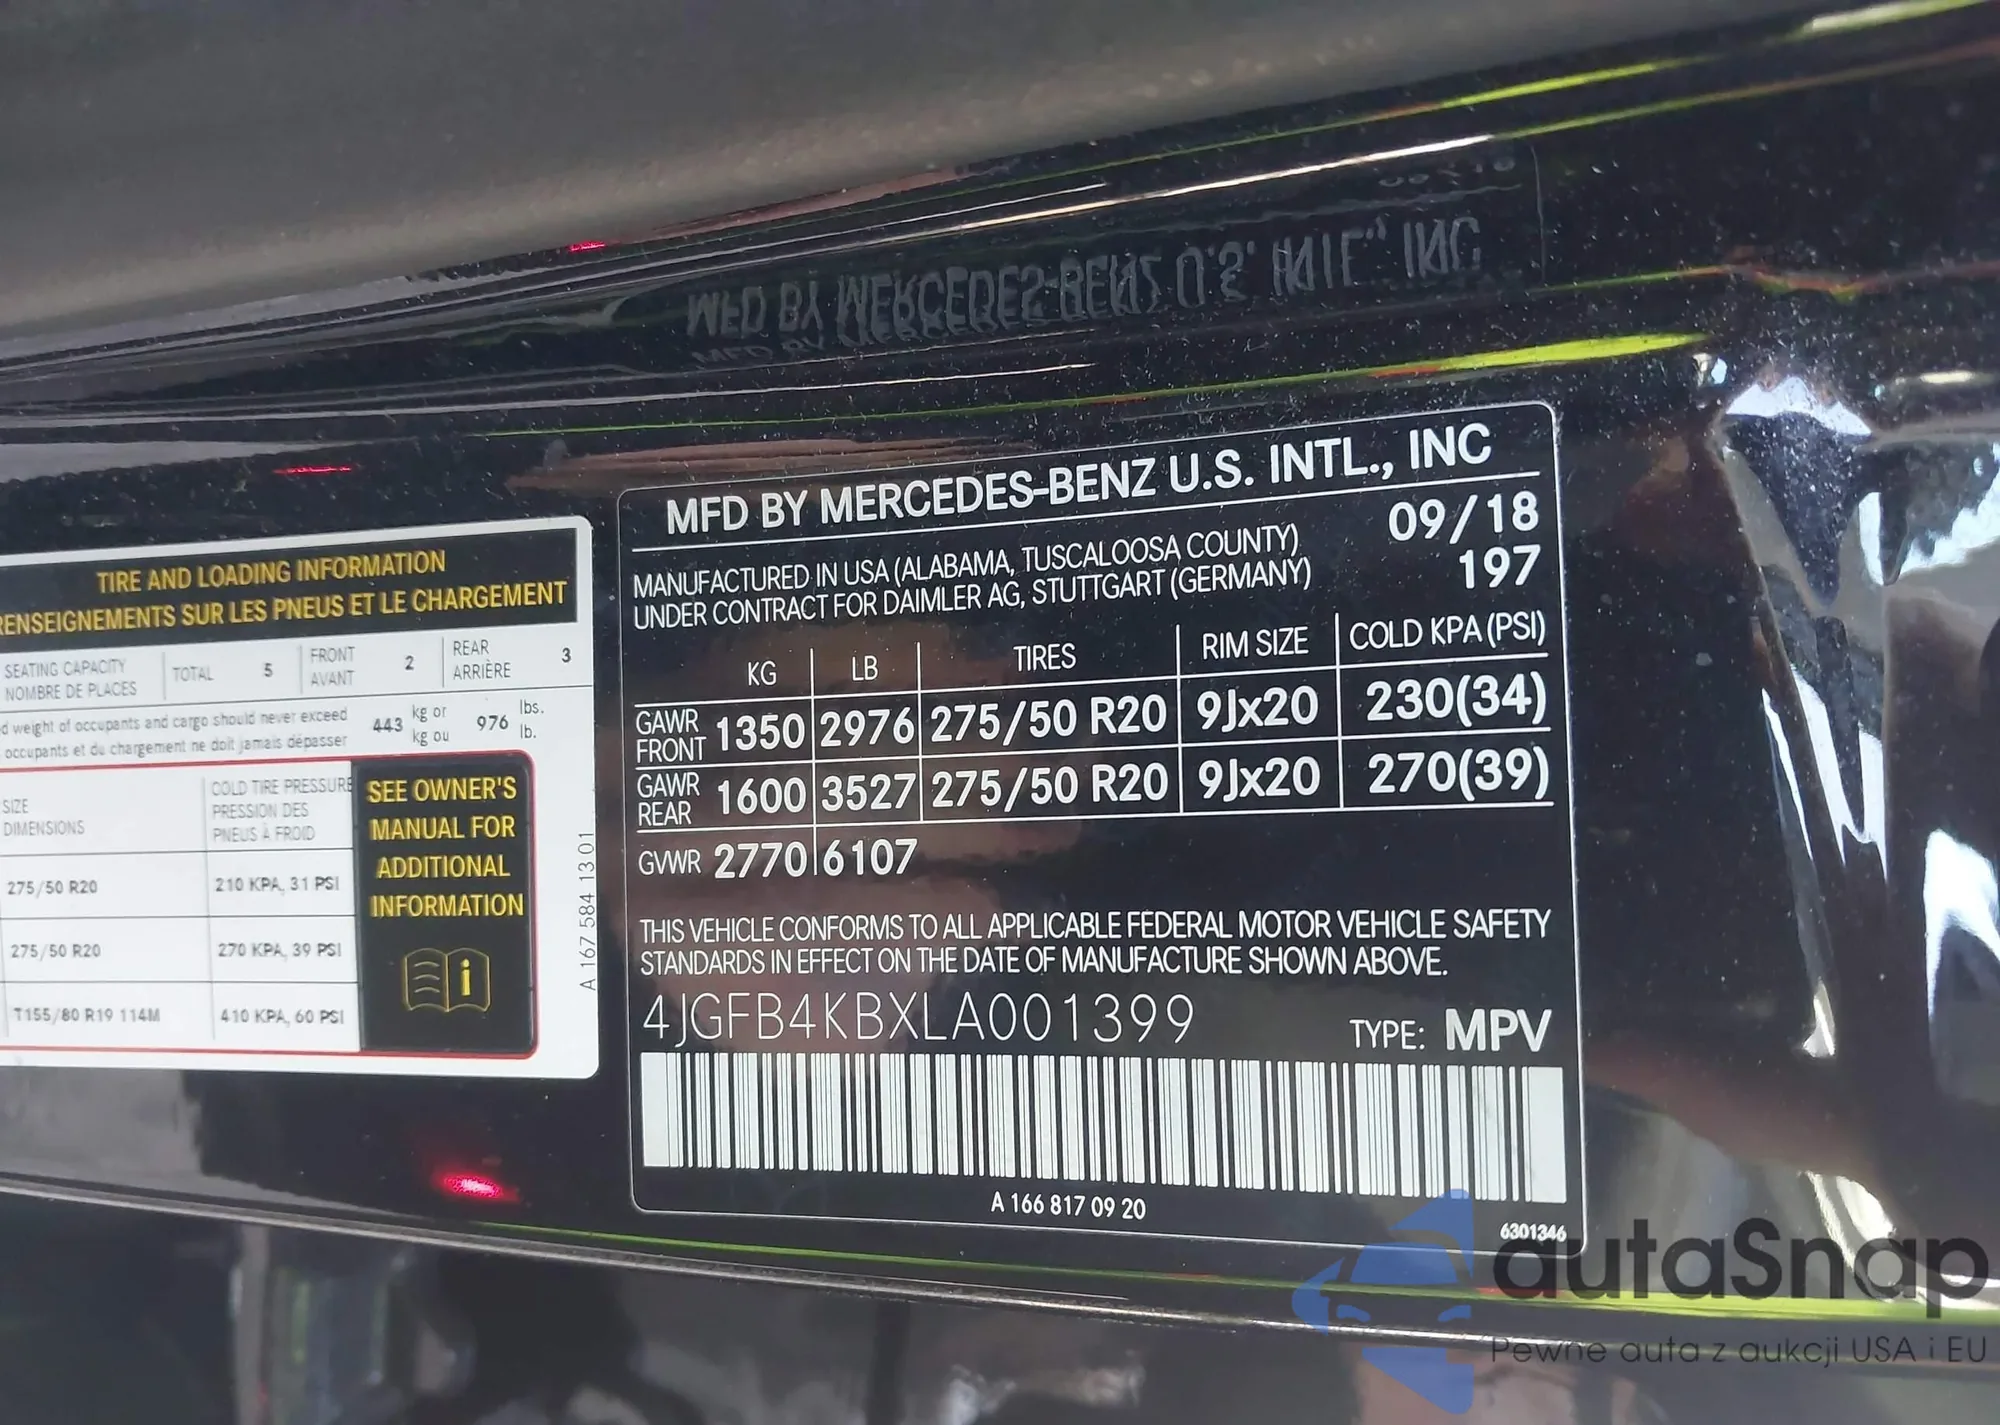 TIRE AND LOADING INFORMATION
RENSEIGNEMENTS SUR LES PNEUS ET LE CHARGEMENT
SEATING CAPACITY
NOMBRE DE PLACES
TOTAL 5
FRONT
AVANT
2
REAR
ARRIÈRE
3
weight of occupants and cargo should never exceed
occupants et du chargement ne doit jamais dépasser
443
kg or
kg ou
976
lbs.
lb.
SIZE
DIMENSIONS
COLD TIRE PRESSURE
PRESSION DES
PNEUS À FROID
275/50 R20 210 KPA, 31 PSI
275/50 R20 270 KPA, 39 PSI
T155/80 R19 114M 410 KPA, 60 PSI
SEE OWNER'S
MANUAL FOR
ADDITIONAL
INFORMATION
A 167 584 13 01
MFD BY MERCEDES-BENZ U.S. INTL., INC
MANUFACTURED IN USA (ALABAMA, TUSCALOOSA COUNTY)
UNDER CONTRACT FOR DAIMLER AG, STUTTGART (GERMANY)
09/18
197
KG LB TIRES RIM SIZE COLD KPA (PSI)
GAWR
FRONT
1350 2976 275/50 R20 9Jx20 230(34)
GAWR
REAR
1600 3527 275/50 R20 9Jx20 270(39)
GVWR 2770 6107
THIS VEHICLE CONFORMS TO ALL APPLICABLE FEDERAL MOTOR VEHICLE SAFETY
STANDARDS IN EFFECT ON THE DATE OF MANUFACTURE SHOWN ABOVE.
4JGFB4KBXLA001399
TYPE: MPV
A 166 817 09 20
6301346
autaSnap
Pewne auta z aukcji USA i EU